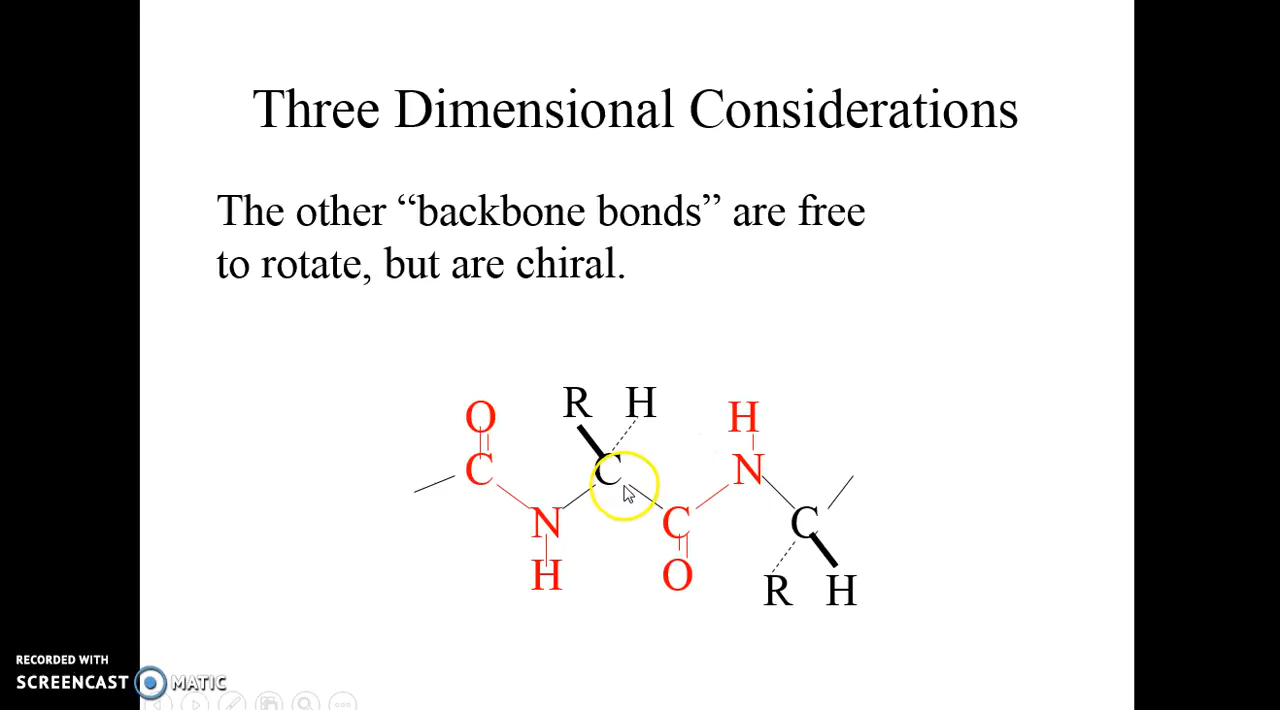 Three Dimensional Considerations
The other “backbone bonds” are free
to rotate, but are chiral.
R H H
O
C C N
N C C
H O R H
RECORDED WITH
SCREENCAST MATIC